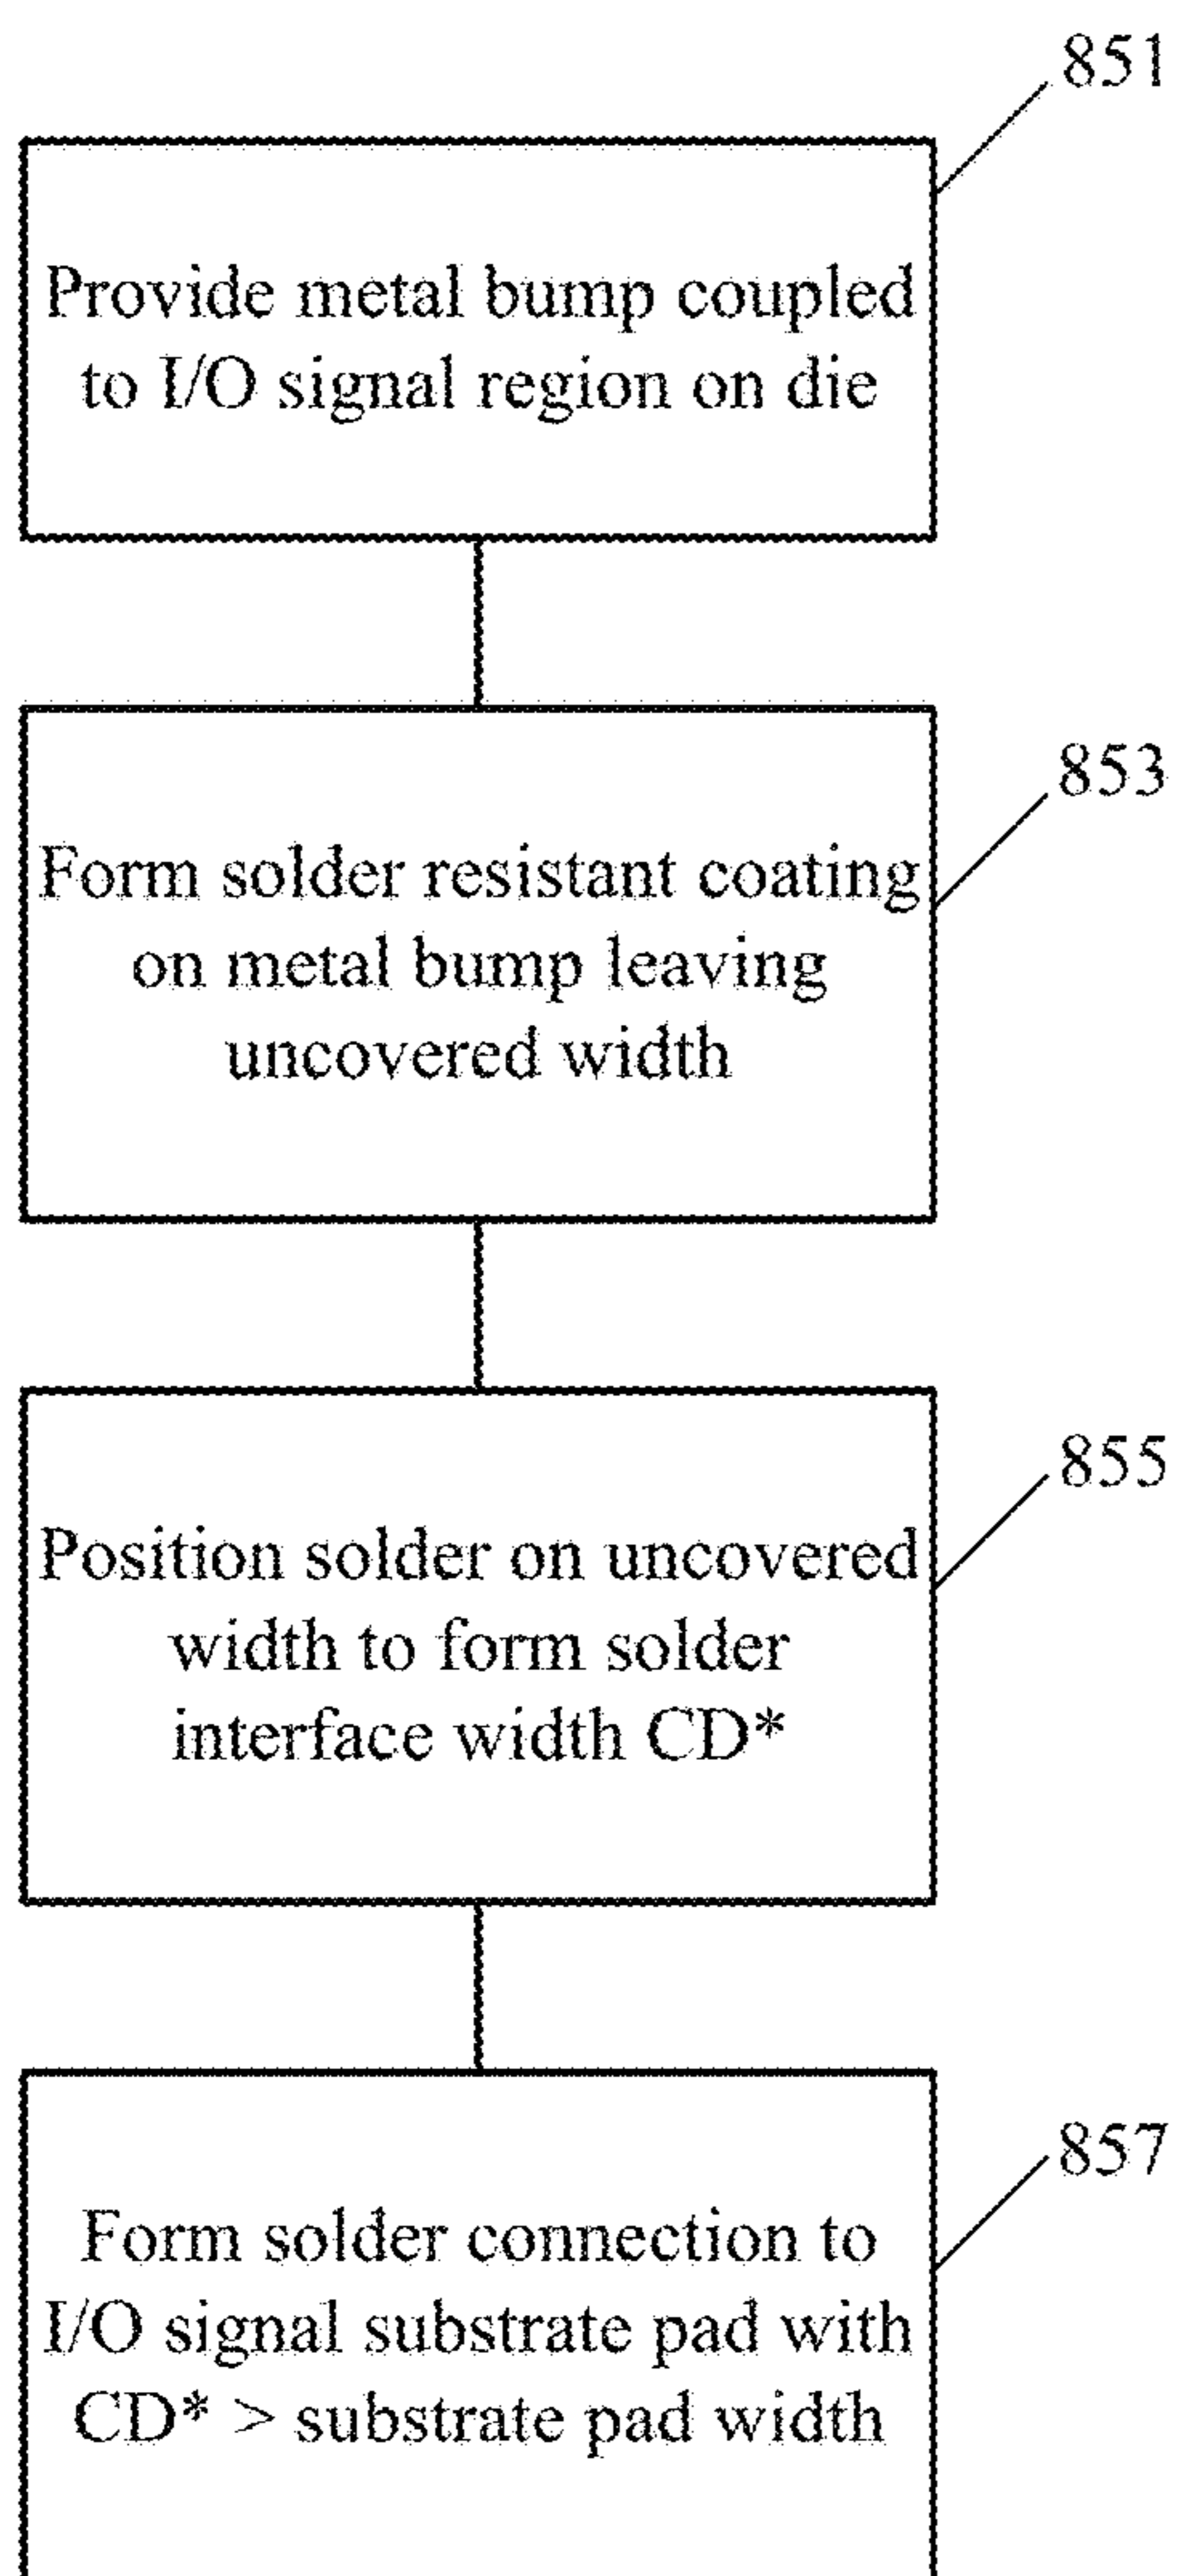 851
Provide metal bump coupled
to I/O signal region on die
853
Form solder resistant coating
on metal bump leaving
uncovered width
855
Position solder on uncovered
width to form solder
interface width CD*
857
Form solder connection to
I/O signal substrate pad with
CD* > substrate pad width